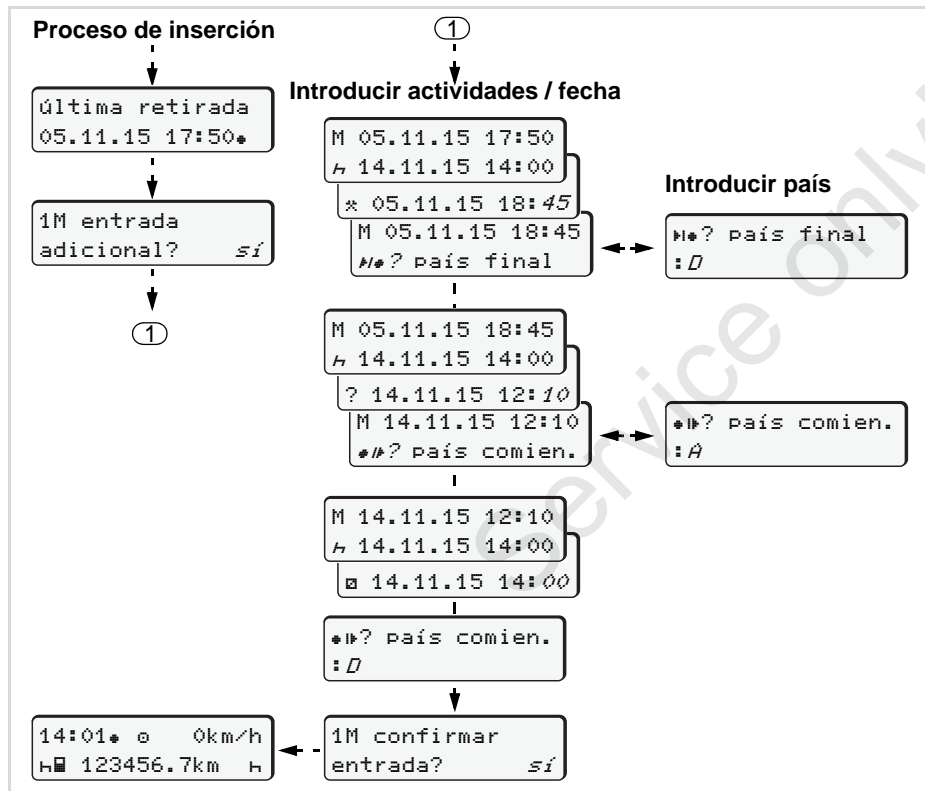 Proceso de inserción
última retirada
05.11.15 17:50
1M entrada
adicional? sí
1
1
Introducir actividades / fecha
M 05.11.15 17:50
14.11.15 14:00
05.11.15 18:45
M 05.11.15 18:45
? país final
Introducir país
? país final
:D
M 05.11.15 18:45
14.11.15 14:00
? 14.11.15 12:10
M 14.11.15 12:10
? país comien.
? país comien.
:A
M 14.11.15 12:10
14.11.15 14:00
14.11.15 14:00
? país comien.
:D
1M confirmar
entrada? sí
14:01 0km/h
123456.7km
Service only